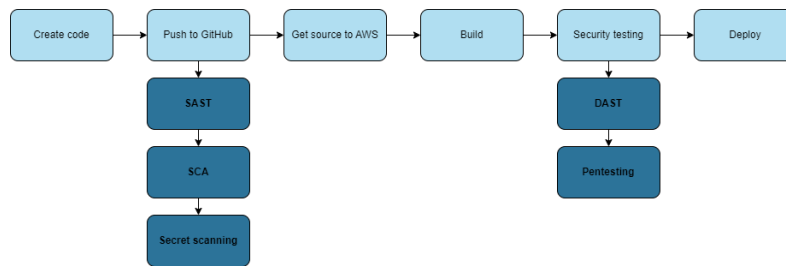 Create code
Push to GitHub
Get source to AWS
Build
Security testing
Deploy
SAST
DAST
SCA
Pentesting
Secret scanning